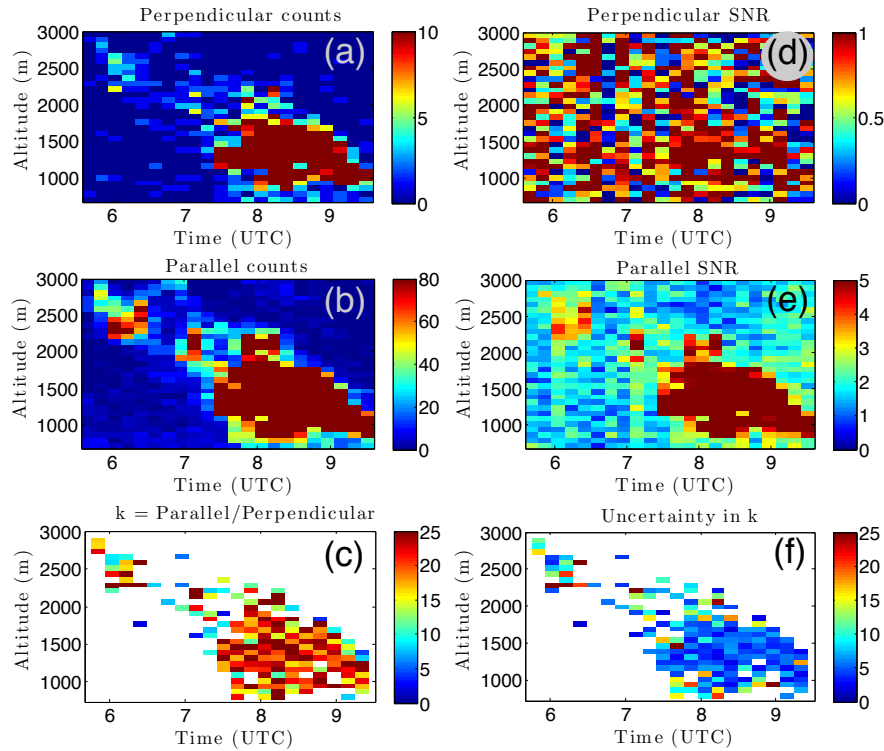 Perpendicular counts
(a)
Altitude (m)
3000
2500
2000
1500
1000
6 7 8 9
Time (UTC)
10
5
0
Perpendicular SNR
(d)
Altitude (m)
3000
2500
2000
1500
1000
6 7 8 9
Time (UTC)
1
0.5
0
Parallel counts
(b)
Altitude (m)
3000
2500
2000
1500
1000
6 7 8 9
Time (UTC)
80
60
40
20
0
Parallel SNR
(e)
Altitude (m)
3000
2500
2000
1500
1000
6 7 8 9
Time (UTC)
5
4
3
2
1
0
k = Parallel/Perpendicular
(c)
Altitude (m)
3000
2500
2000
1500
1000
6 7 8 9
Time (UTC)
25
20
15
10
5
0
Uncertainty in k
(f)
Altitude (m)
3000
2500
2000
1500
1000
6 7 8 9
Time (UTC)
25
20
15
10
5
0